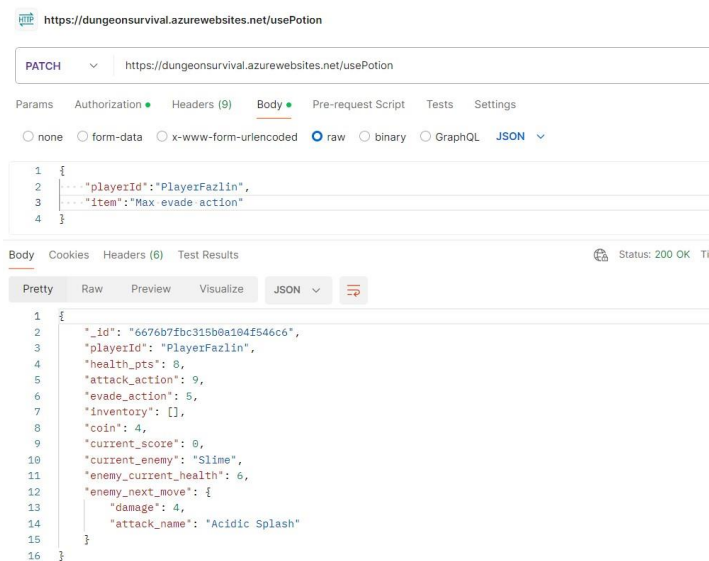 HTTP https://dungeonsurvival.azurewebsites.net/usePotion
PATCH https://dungeonsurvival.azurewebsites.net/usePotion
Params Authorization Headers (9) Body Pre-request Script Tests Settings
none form-data x-www-form-urlencoded raw binary GraphQL JSON
1 {
2 "playerId":"PlayerFazlin",
3 "item":"Max evade action"
4 }
Body Cookies Headers (6) Test Results Status: 200 OK Ti
Pretty Raw Preview Visualize JSON
1 {
2 "_id": "6676b7fbc315b0a104f546c6",
3 "playerId": "PlayerFazlin",
4 "health_pts": 8,
5 "attack_action": 9,
6 "evade_action": 5,
7 "inventory": [],
8 "coin": 4,
9 "current_score": 0,
10 "current_enemy": "Slime",
11 "enemy_current_health": 6,
12 "enemy_next_move": {
13 "damage": 4,
14 "attack_name": "Acidic Splash"
15 }
16 }